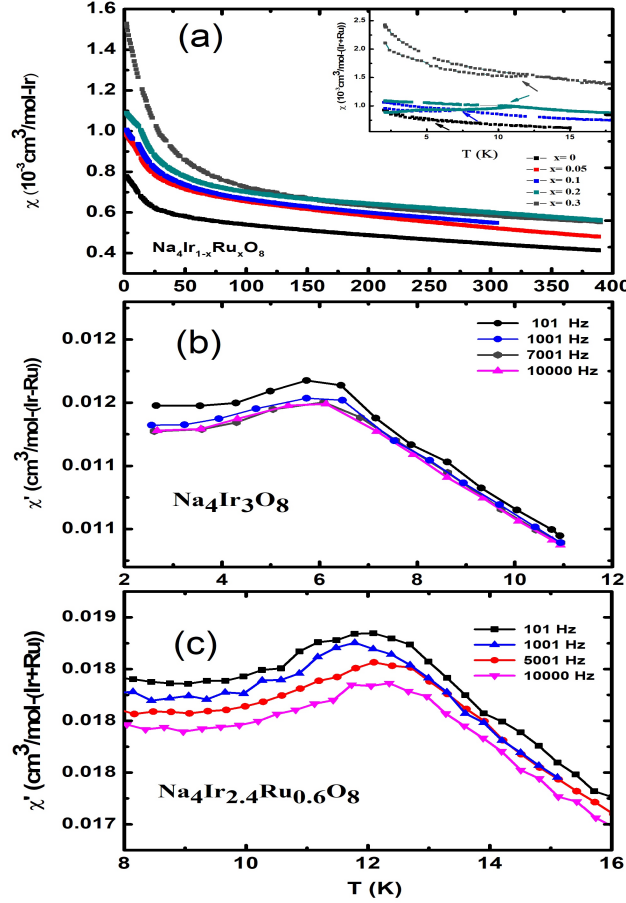 (a)
χ (10⁻³cm³/mol-Ir)
1.6
1.4
1.2
1.0
0.8
0.6
0.4
0 50 100 150 200 250 300 350 400
Na₄Ir₁₋ₓRuₓO₈
χ (10⁻³cm³/mol-(Ir+Ru)
2.5
2.0
1.5
1.0
0.5
5 10 15
T (K)
x= 0
x= 0.05
x= 0.1
x= 0.2
x= 0.3
(b)
χ' (cm³/mol-(Ir-Ru))
0.012
0.012
0.011
0.011
2 4 6 8 10 12
101 Hz
1001 Hz
7001 Hz
10000 Hz
Na₄Ir₃O₈
(c)
χ' (cm³/mol-(Ir+Ru))
0.019
0.018
0.018
0.018
0.017
8 10 12 14 16
101 Hz
1001 Hz
5001 Hz
10000 Hz
Na₄Ir₂.₄Ru₀.₆O₈
T (K)